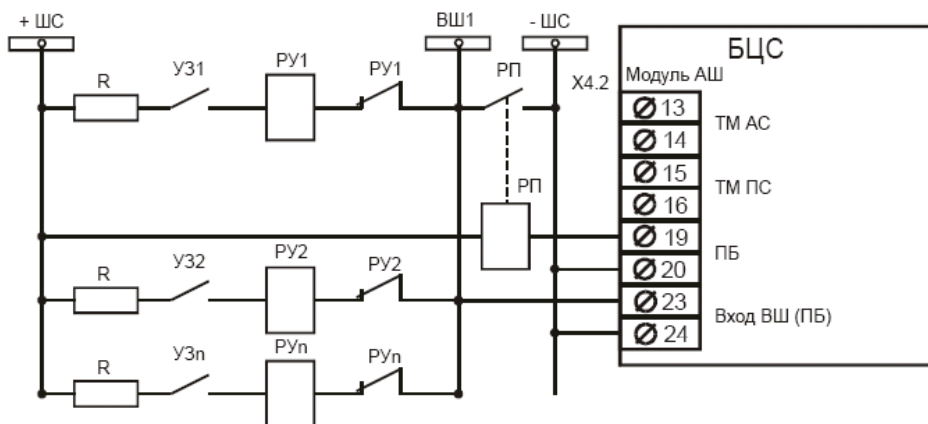 + ШС
ВШ1
- ШС
БЦС
R
УЗ1
РУ1
РУ1
РП
Х4.2
Модуль АШ
13
ТМ АС
14
15
ТМ ПС
16
РП
19
ПБ
20
R
УЗ2
РУ2
РУ2
23
Вход ВШ (ПБ)
24
R
УЗn
РУn
РУn